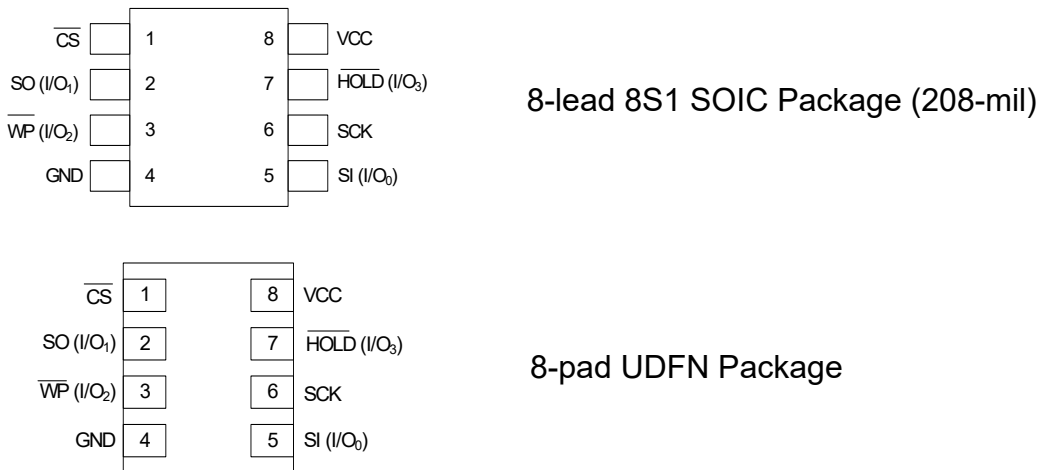 CS 1 8 VCC
SO (I/O₁) 2 7 HOLD (I/O₃)
WP (I/O₂) 3 6 SCK
GND 4 5 SI (I/O₀)
8-lead 8S1 SOIC Package (208-mil)
CS 1 8 VCC
SO (I/O₁) 2 7 HOLD (I/O₃)
WP (I/O₂) 3 6 SCK
GND 4 5 SI (I/O₀)
8-pad UDFN Package